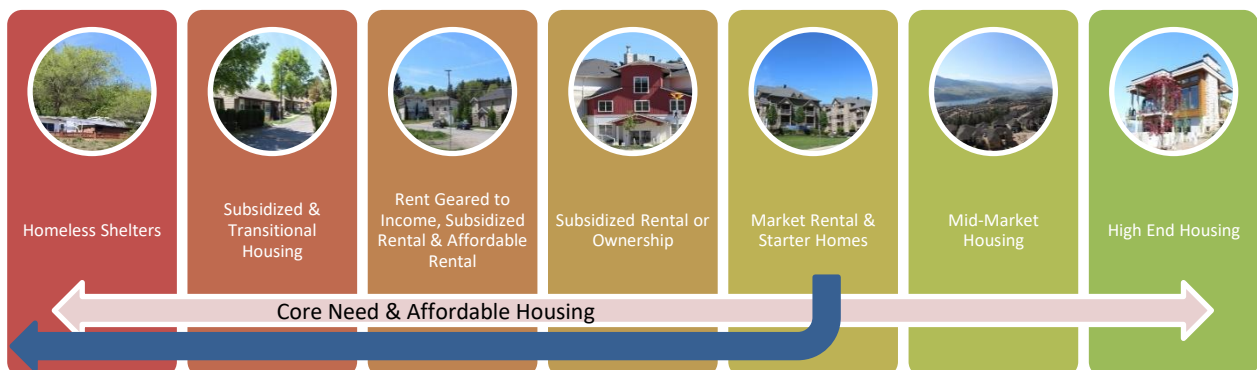 Homeless Shelters
Subsidized &
Transitional
Housing
Rent Geared to
Income, Subsidized
Rental & Affordable
Rental
Subsidized Rental or
Ownership
Market Rental &
Starter Homes
Mid-Market
Housing
High End Housing
Core Need & Affordable Housing